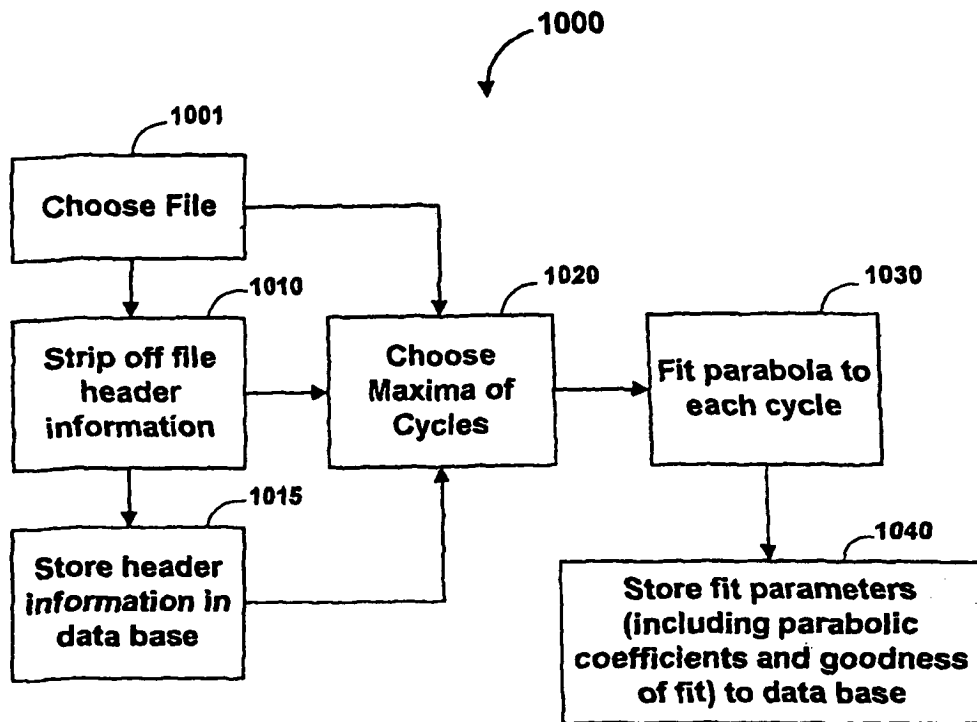 1000
1001
Choose File
1010
Strip off file
header
information
1015
Store header
information in
data base
1020
Choose
Maxima of
Cycles
1030
Fit parabola to
each cycle
1040
Store fit parameters
(including parabolic
coefficients and goodness
of fit) to data base